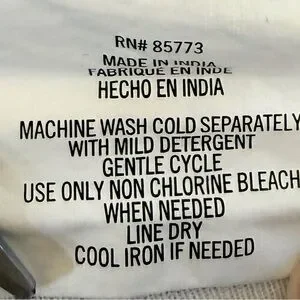 RN# 85773
MADE IN INDIA
FABRIQUÉ EN INDE
HECHO EN INDIA
MACHINE WASH COLD SEPARATELY
WITH MILD DETERGENT
GENTLE CYCLE
USE ONLY NON CHLORINE BLEACH
WHEN NEEDED
LINE DRY
COOL IRON IF NEEDED